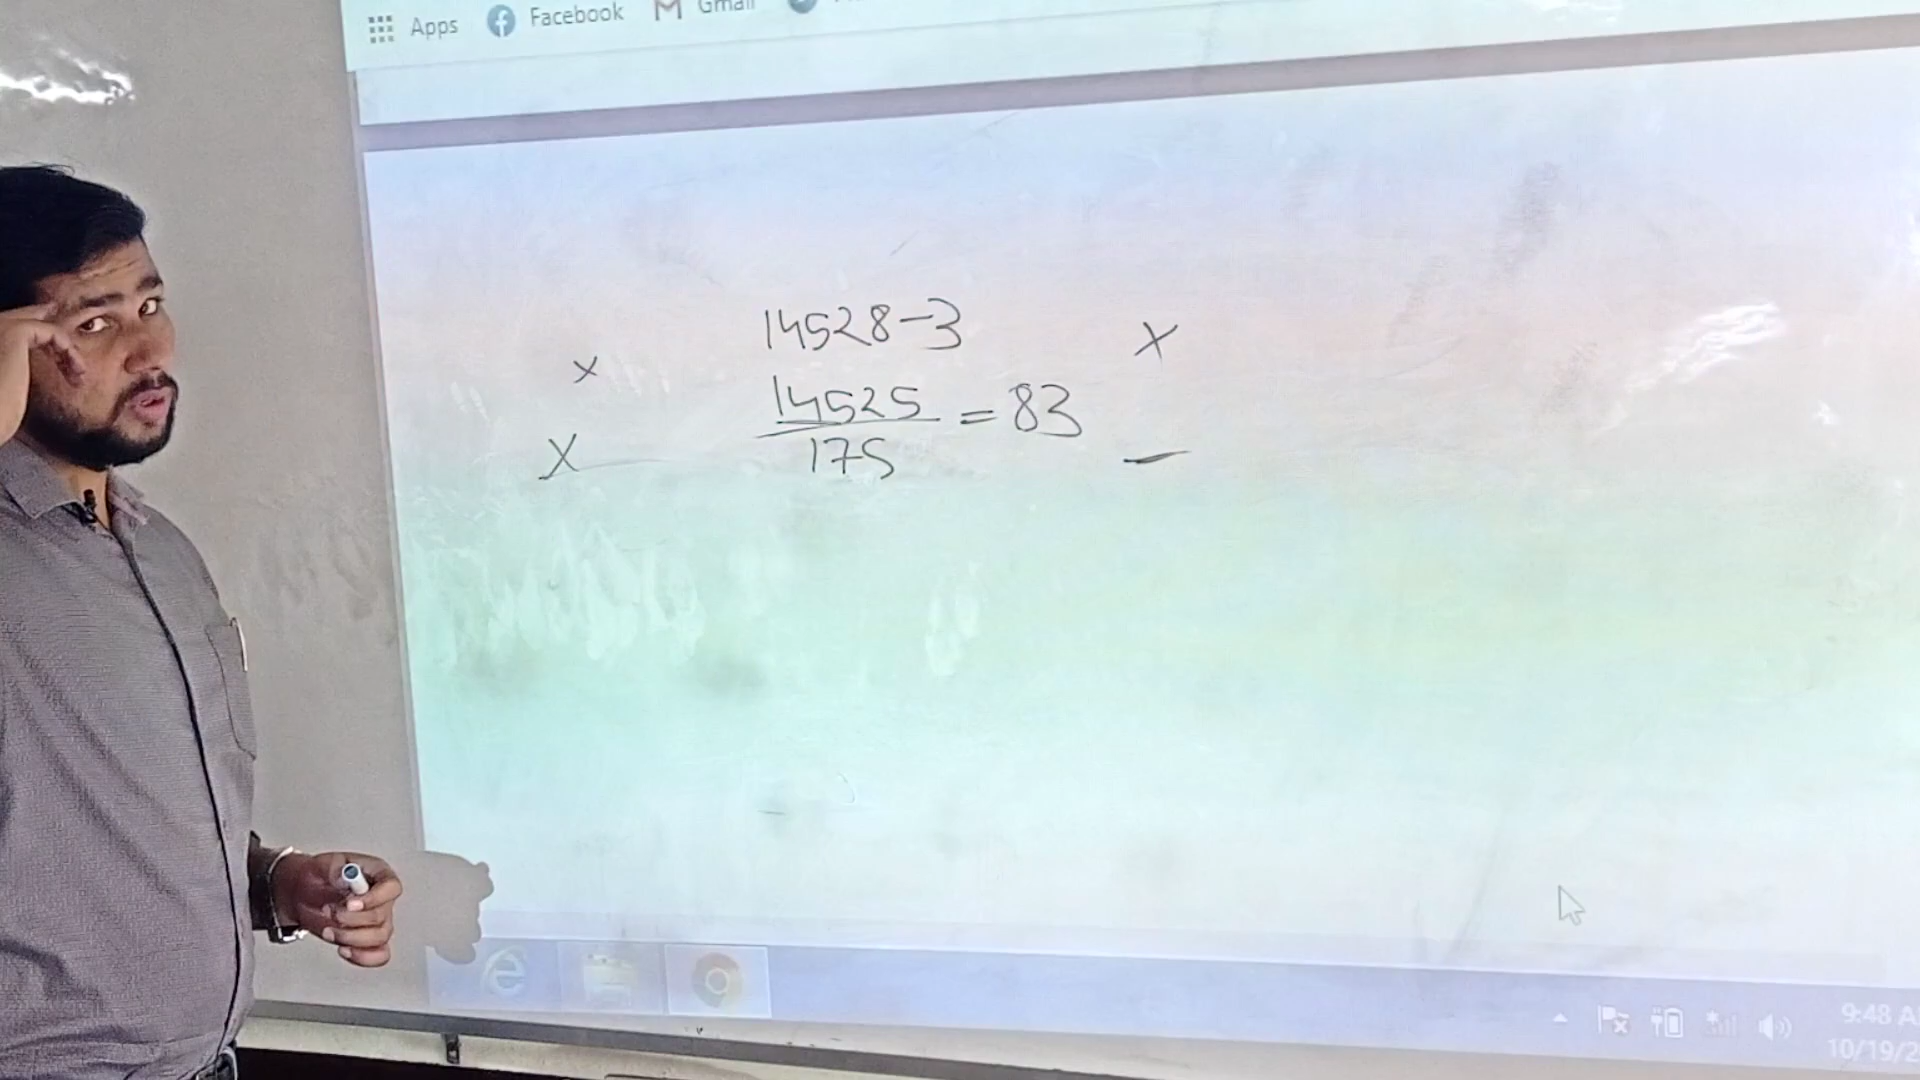 Apps Facebook Gmail
14528-3
x x
14525
175
= 83
x –
9:48 A
10/19/2